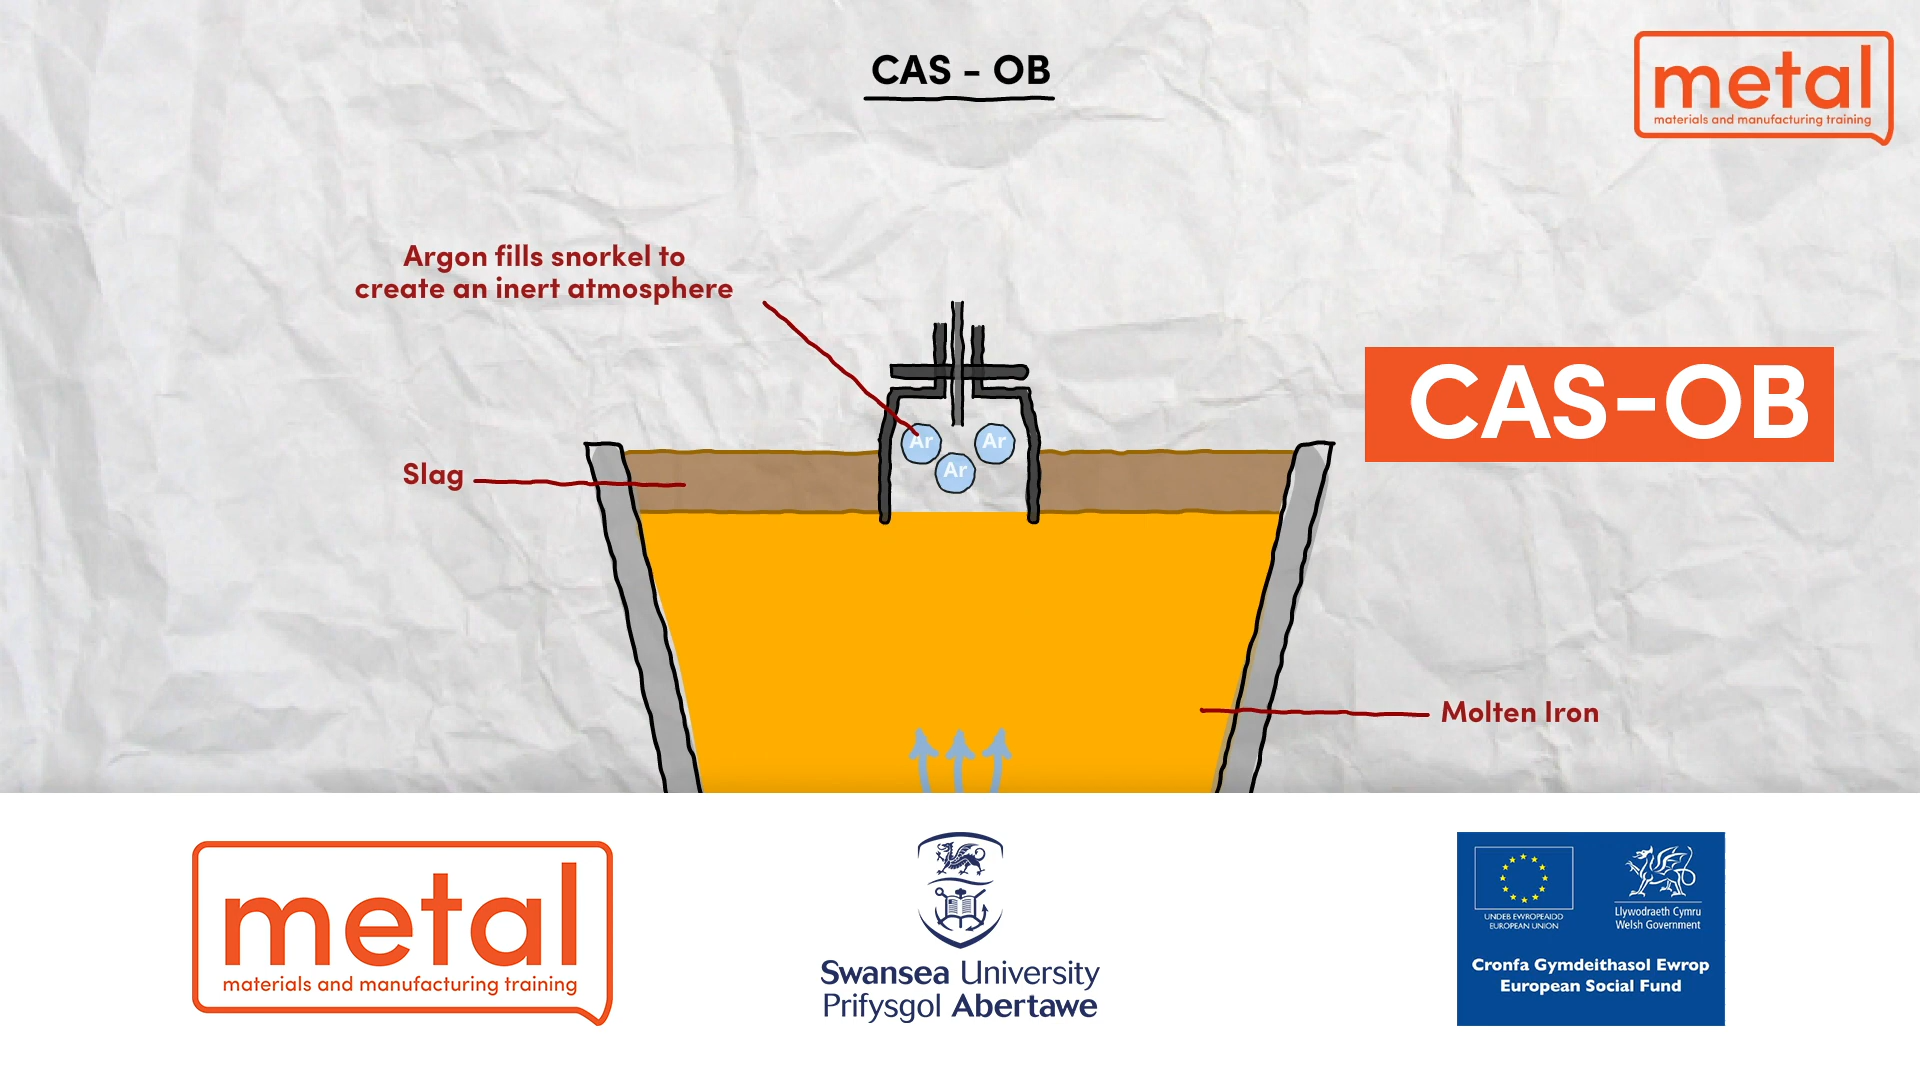 CAS - OB
metal
materials and manufacturing training
Argon fills snorkel to
create an inert atmosphere
CAS-OB
Ar
Ar
Ar
Slag
Molten Iron
metal
materials and manufacturing training
Swansea University
Prifysgol Abertawe
UNDEB EWROPEAIDD
EUROPEAN UNION
Llywodraeth Cymru
Welsh Government
Cronfa Gymdeithasol Ewrop
European Social Fund